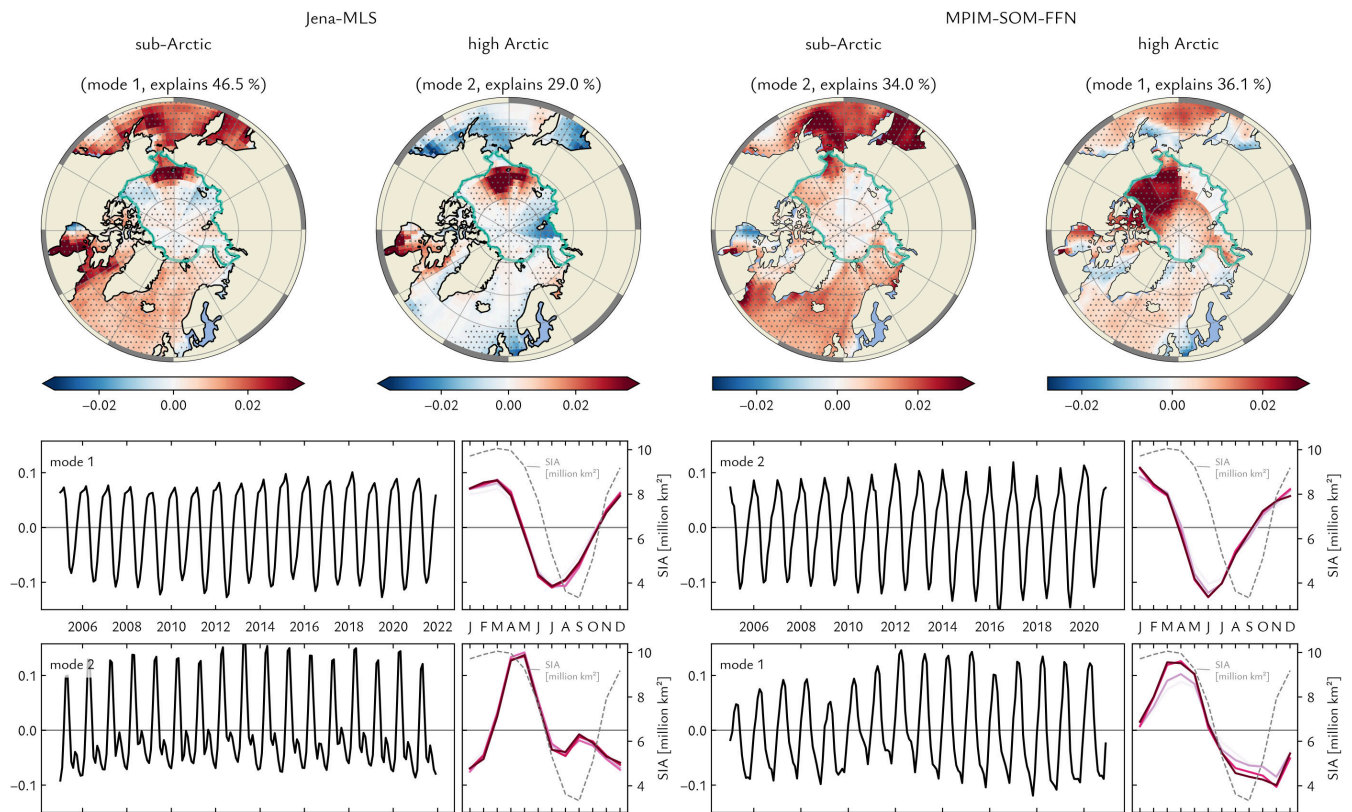 Jena-MLS
MPIM-SOM-FFN
sub-Arctic
high Arctic
sub-Arctic
high Arctic
(mode 1, explains 46.5 %)
(mode 2, explains 29.0 %)
(mode 2, explains 34.0 %)
(mode 1, explains 36.1 %)
−0.02 0.00 0.02
−0.02 0.00 0.02
−0.02 0.00 0.02
−0.02 0.00 0.02
mode 1
0.1
0.0
−0.1
2006 2008 2010 2012 2014 2016 2018 2020 2022
SIA
[million km²]
10
8
6
4
SIA [million km²]
J F M A M J J A S O N D
mode 2
0.1
0.0
−0.1
2006 2008 2010 2012 2014 2016 2018 2020
SIA
[million km²]
10
8
6
4
SIA [million km²]
J F M A M J J A S O N D
mode 2
0.1
0.0
−0.1
SIA
[million km²]
10
8
6
4
SIA [million km²]
mode 1
0.1
0.0
−0.1
SIA
[million km²]
10
8
6
4
SIA [million km²]